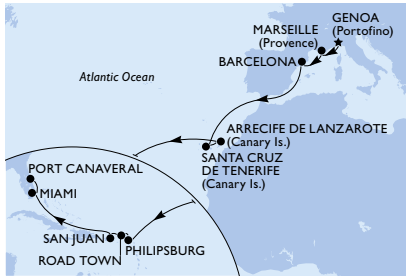 GENOA
(Portofino)
MARSEILLE
(Provence)
BARCELONA
Atlantic Ocean
ARRECIFE DE LANZAROTE
(Canary Is.)
SANTA CRUZ
DE TENERIFE
(Canary Is.)
PORT CANAVERAL
MIAMI
SAN JUAN
PHILIPSBURG
ROAD TOWN